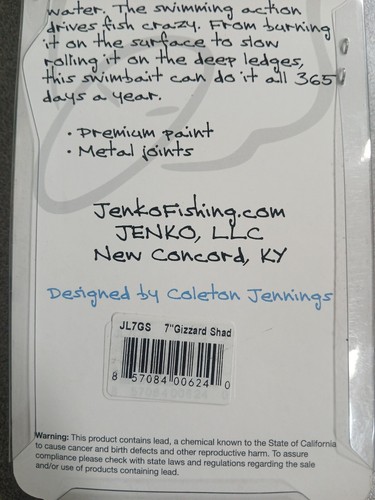 water. The swimming action
drives fish crazy. From burning
it on the surface to slow
rolling it on the deep ledges,
this swimbait can do it all 365
days a year.
• Premium paint
• Metal joints
JenkoFishing.com
JENKO, LLC
New Concord, KY
Designed by Coleton Jennings
JL7GS 7"Gizzard Shad
8 57084 00624 0
Warning: This product contains lead, a chemical known to the State of California
to cause cancer and birth defects and other reproductive harm. To assure
compliance please check with state laws and regulations regarding the sale
and/or use of products containing lead.